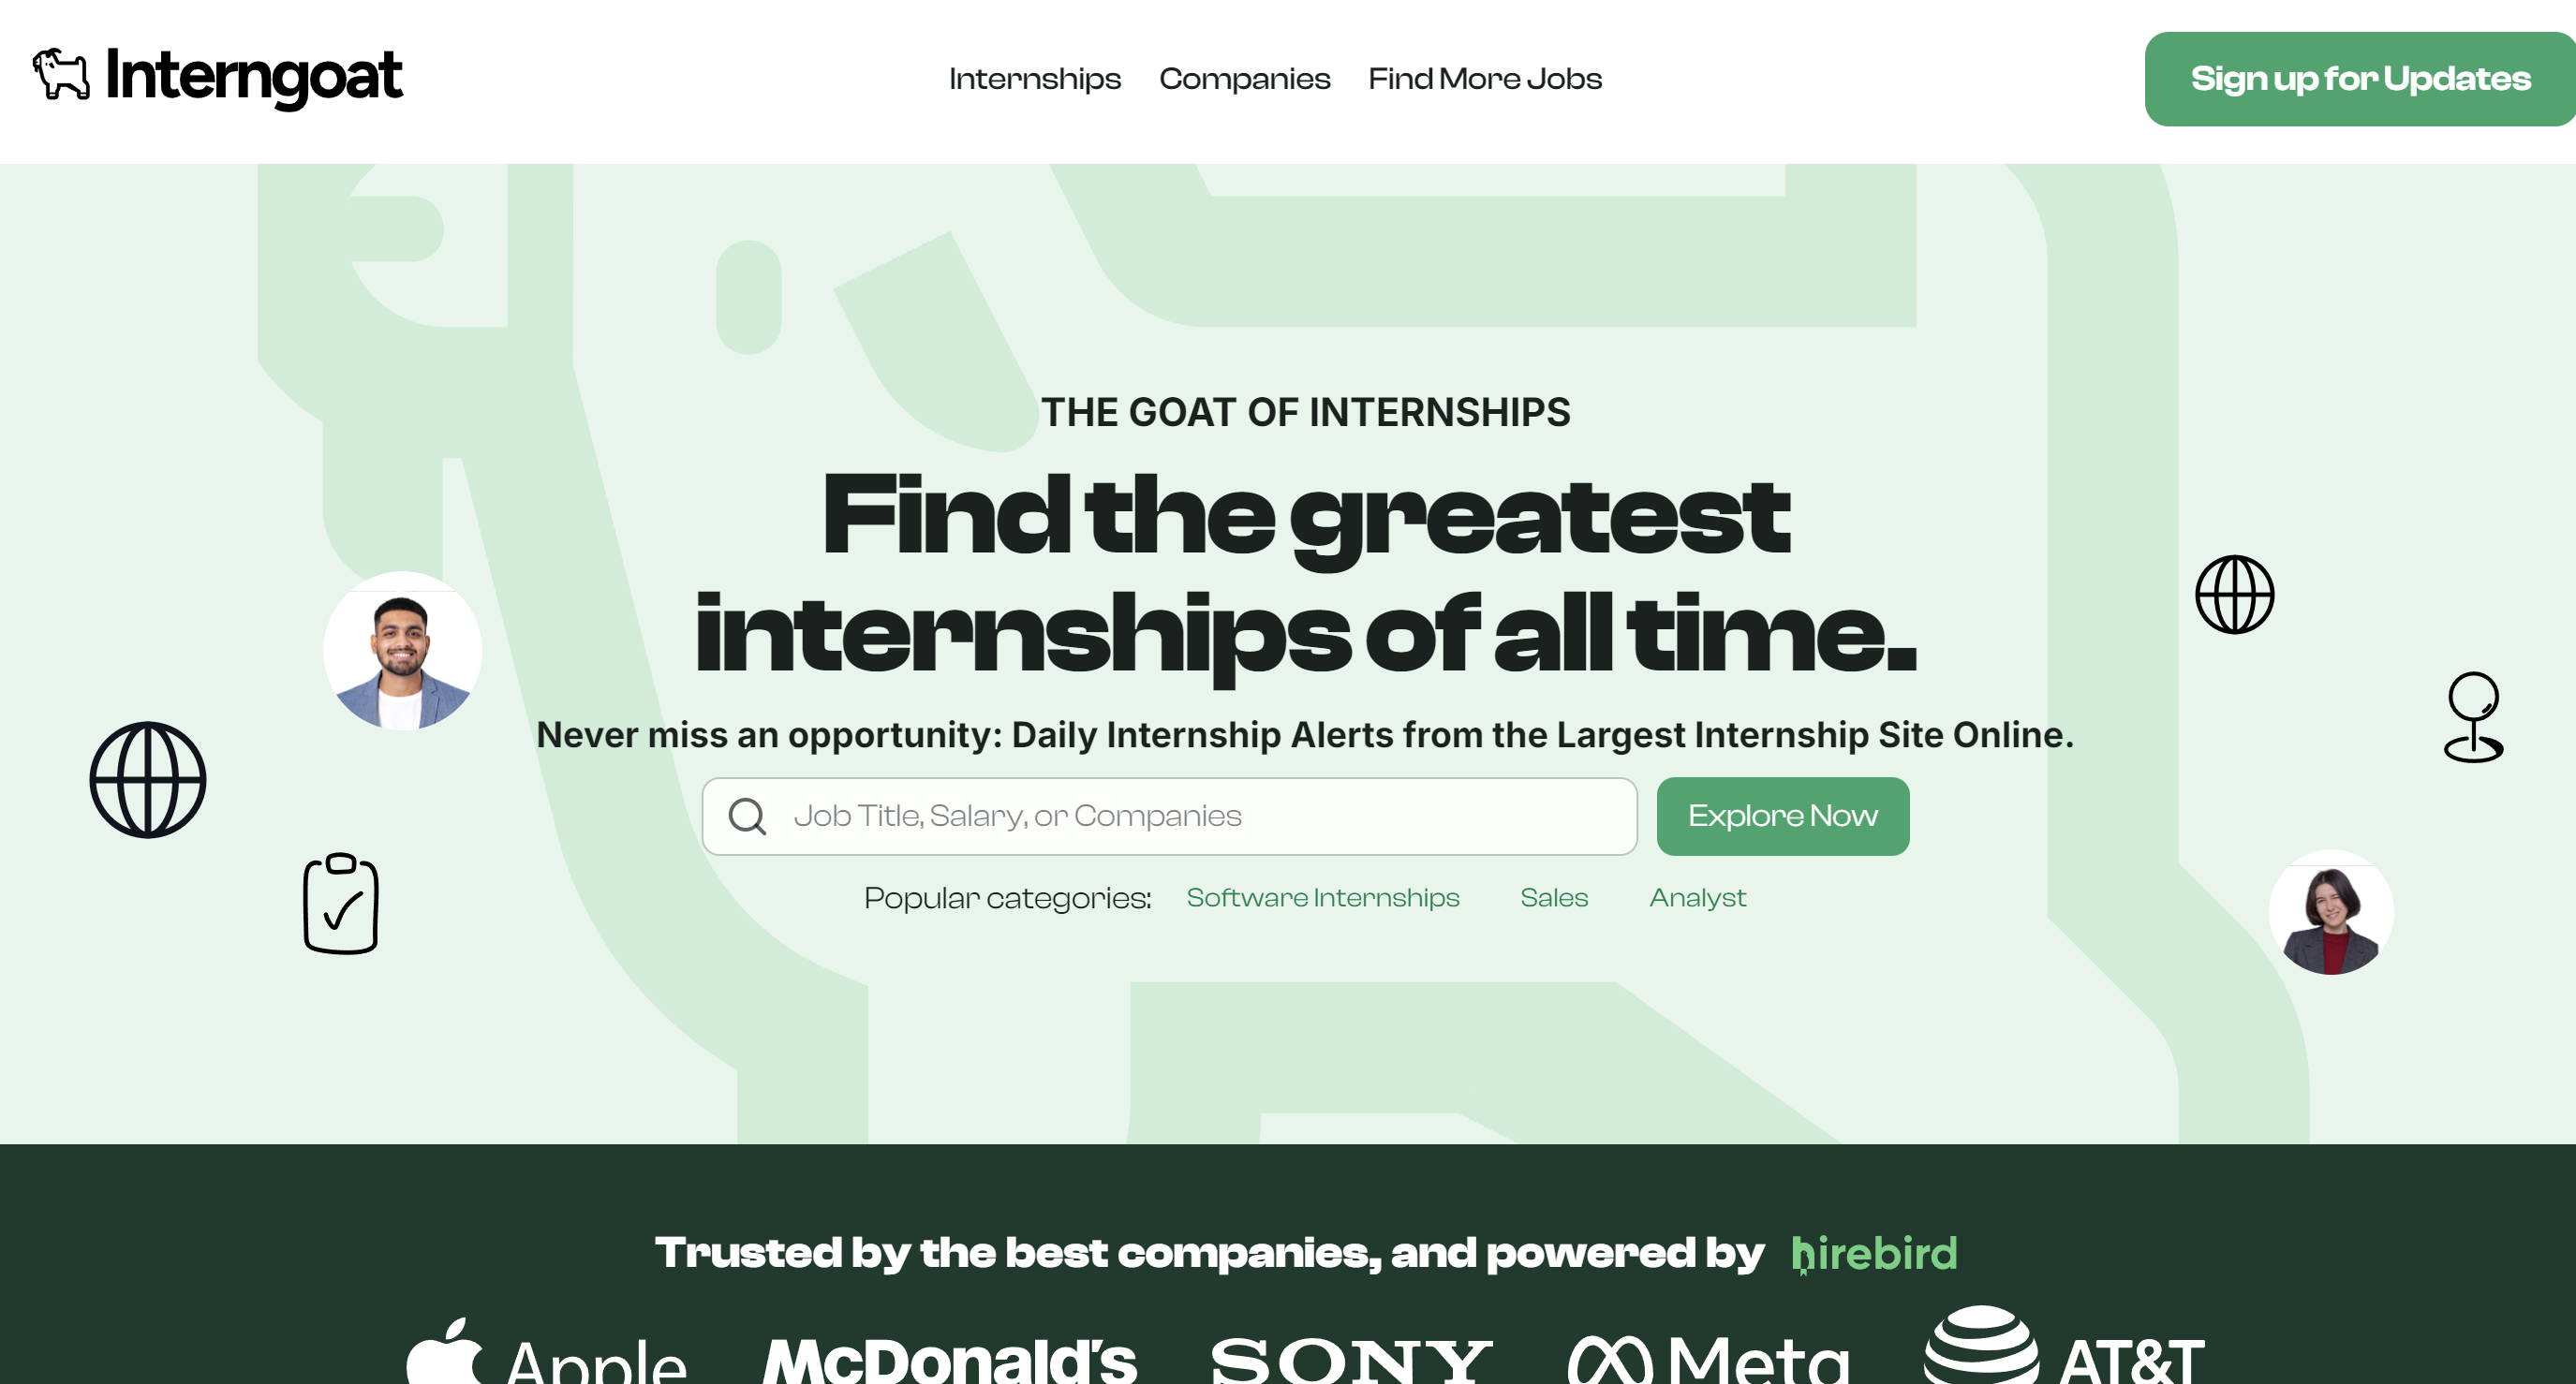 Interngoat
Internships
Companies
Find More Jobs
Sign up for Updates
THE GOAT OF INTERNSHIPS
Find the greatest
internships of all time.
Never miss an opportunity: Daily Internship Alerts from the Largest Internship Site Online.
Job Title, Salary, or Companies
Explore Now
Popular categories:
Software Internships
Sales
Analyst
Trusted by the best companies, and powered by hirebird
Apple
McDonald's
SONY
Meta
AT&T